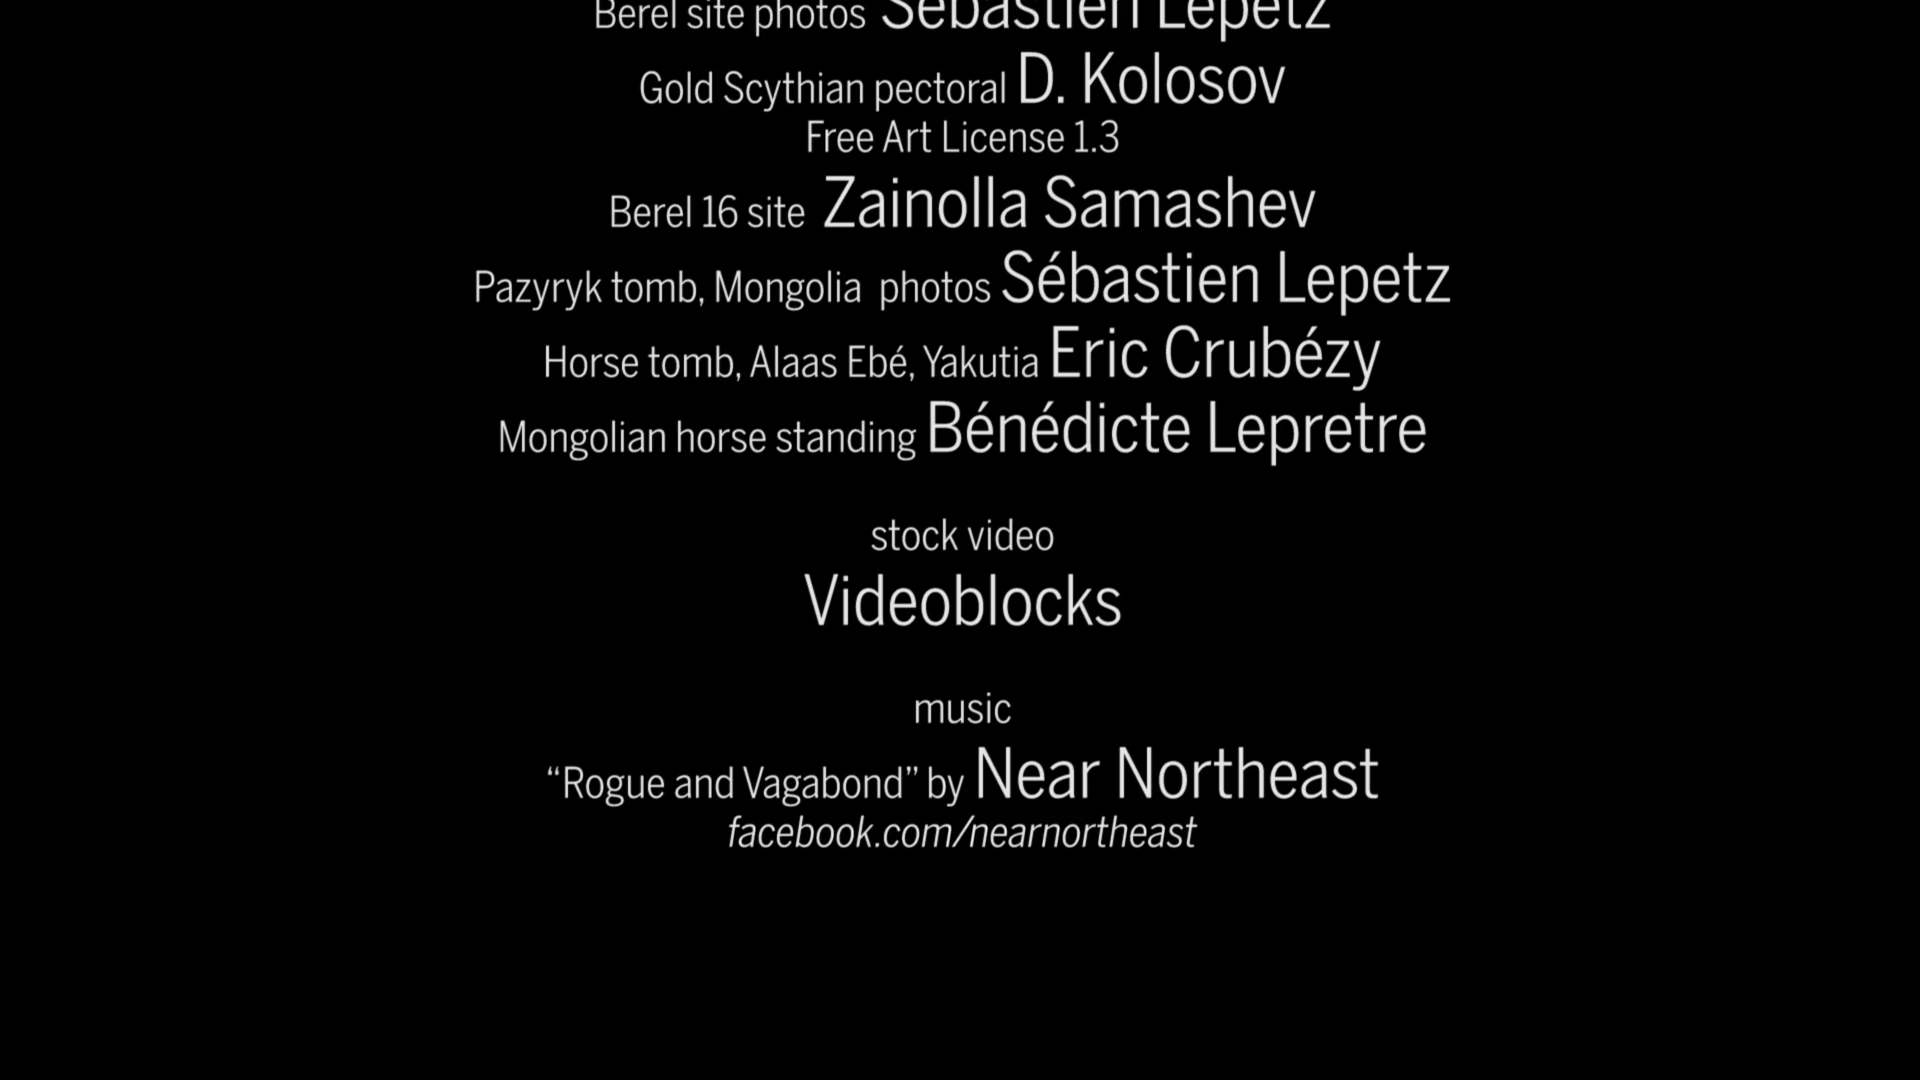 Berel site photos Sébastien Lepetz
Gold Scythian pectoral D. Kolosov
Free Art License 1.3
Berel 16 site Zainolla Samashev
Pazyryk tomb, Mongolia photos Sébastien Lepetz
Horse tomb, Alaas Ebé, Yakutia Eric Crubézy
Mongolian horse standing Bénédicte Lepretre
stock video
Videoblocks
music
“Rogue and Vagabond” by Near Northeast
facebook.com/nearnortheast